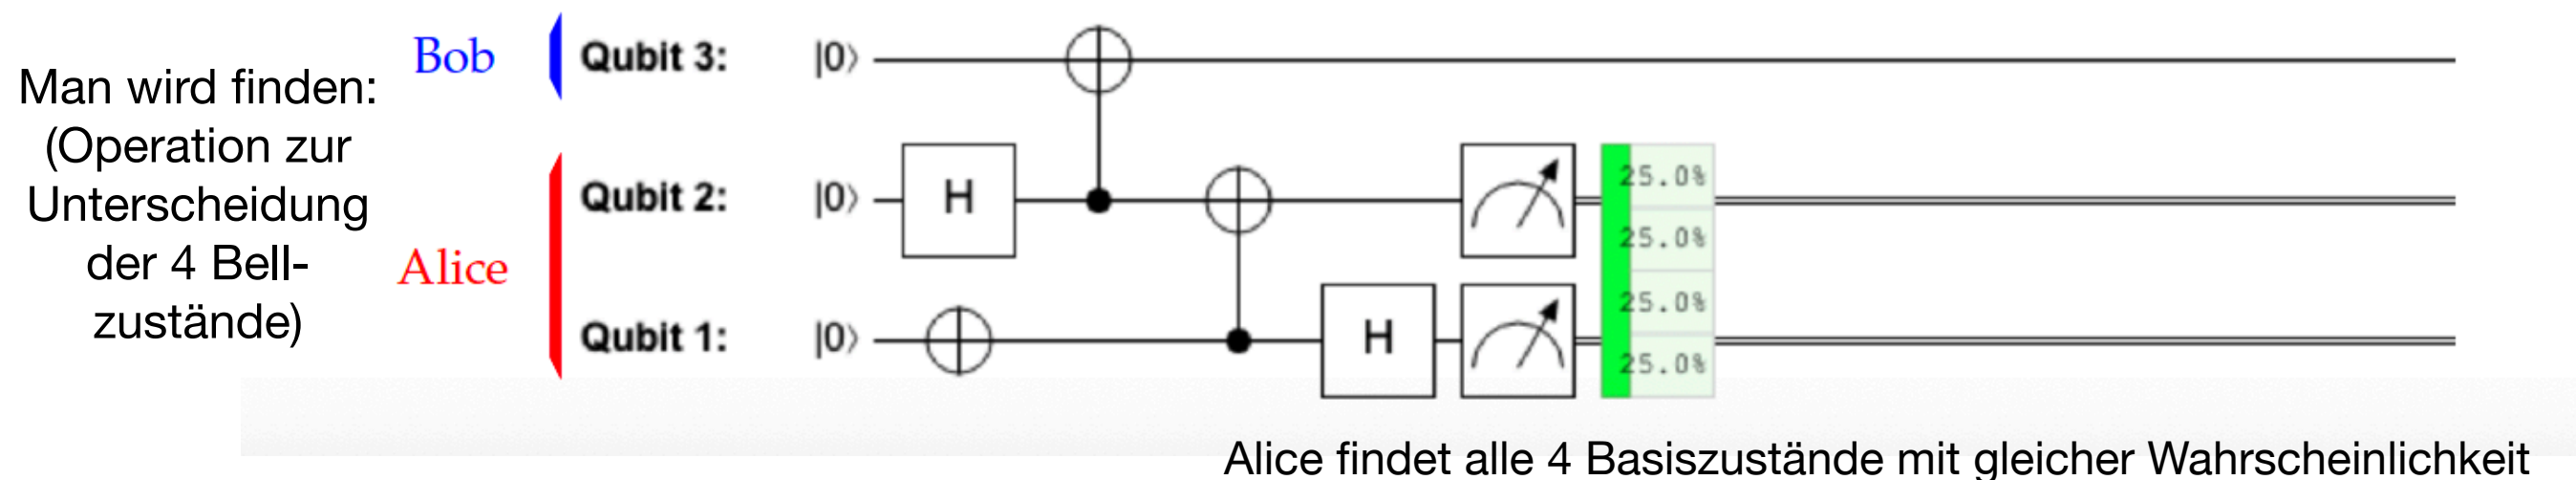 Man wird finden:
(Operation zur
Unterscheidung
der 4 Bell-
zustände)
Bob
Alice
Qubit 3: |0⟩
Qubit 2: |0⟩ H 25.0%
25.0%
25.0%
Qubit 1: |0⟩ H 25.0%
Alice findet alle 4 Basiszustände mit gleicher Wahrscheinlichkeit